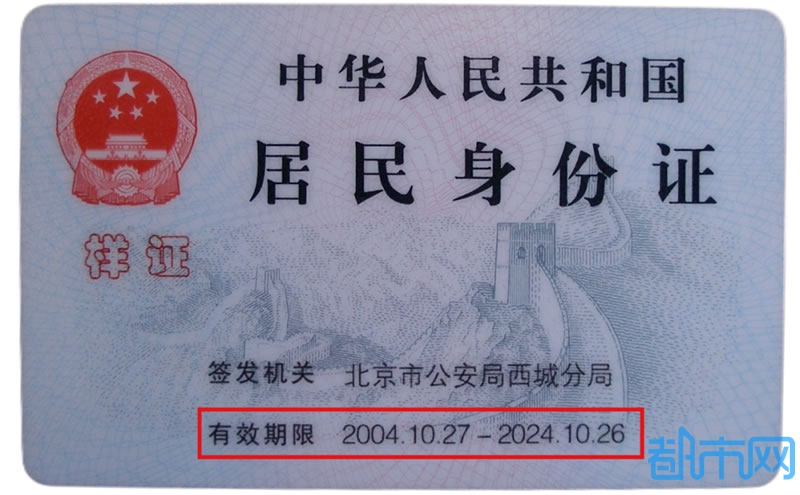 中华人民共和国
居民身份证
样证
签发机关 北京市公安局西城分局
有效期限 2004.10.27－2024.10.26
都市网